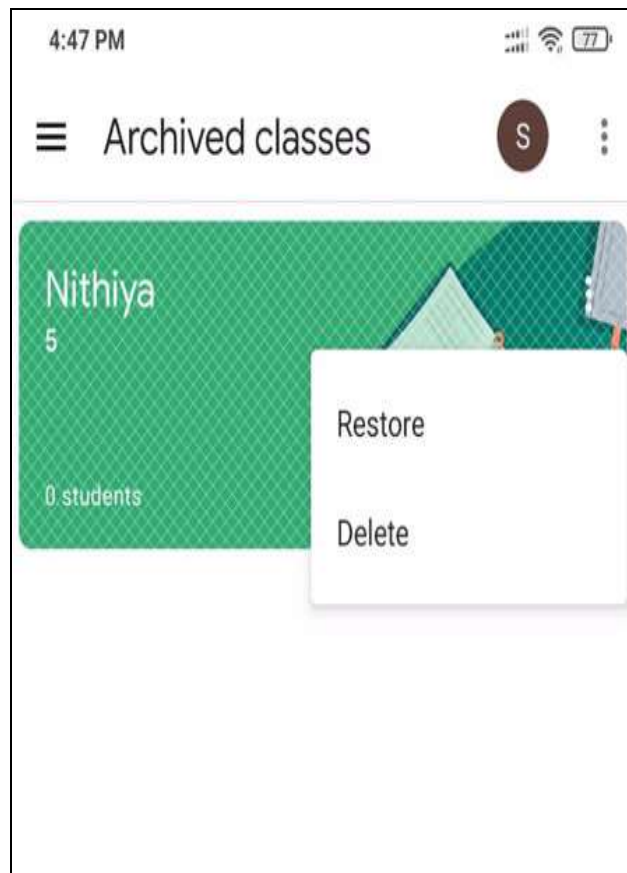 4:47 PM
77
Archived classes
S
Nithiya
5
Restore
0 students
Delete